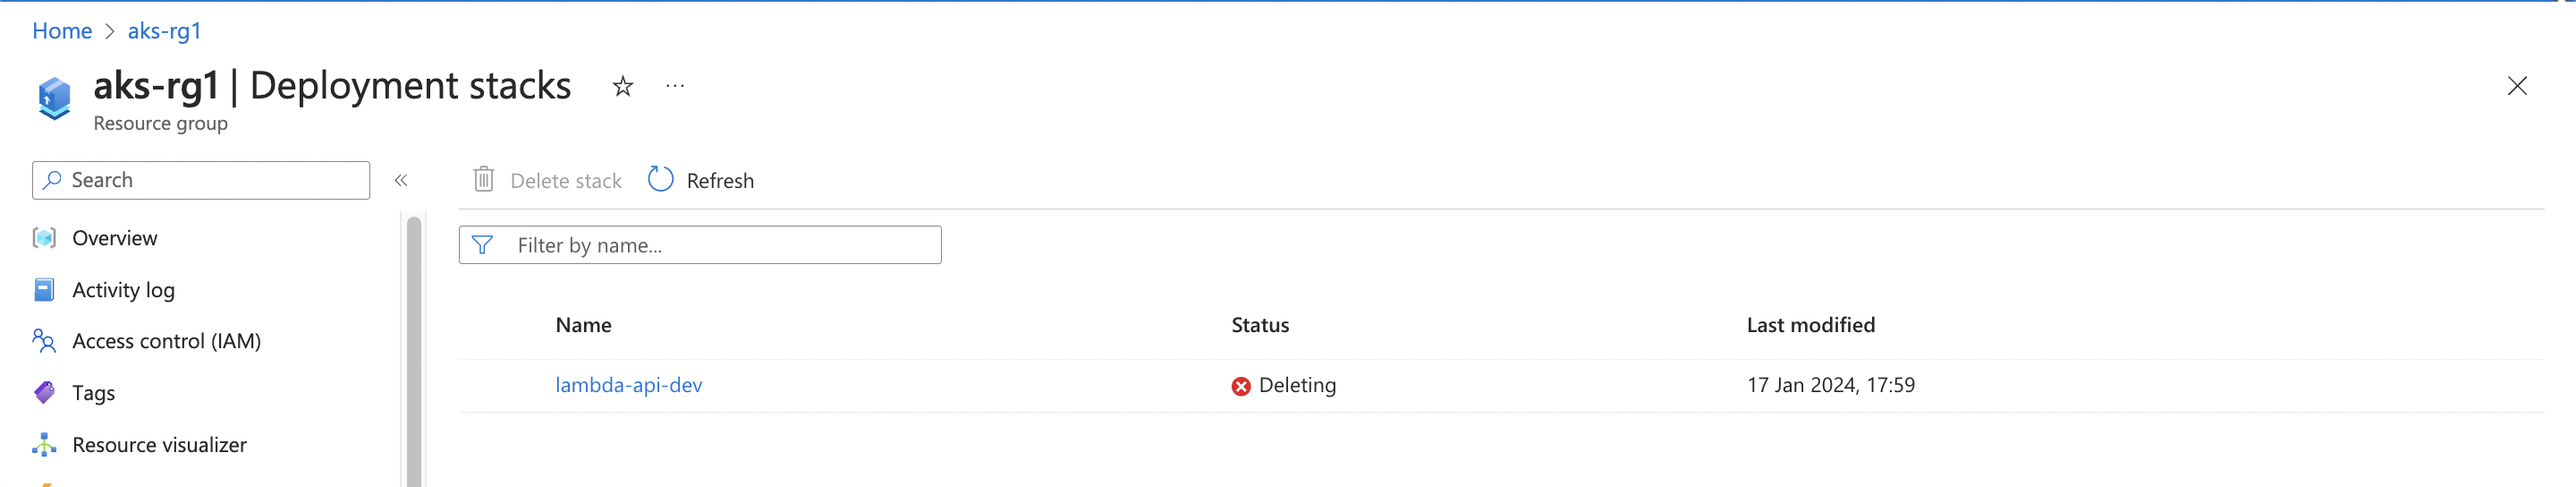 Home > aks-rg1
aks-rg1 | Deployment stacks
Resource group
Search
Overview
Activity log
Access control (IAM)
Tags
Resource visualizer
Delete stack Refresh
Filter by name...
Name Status Last modified
lambda-api-dev Deleting 17 Jan 2024, 17:59